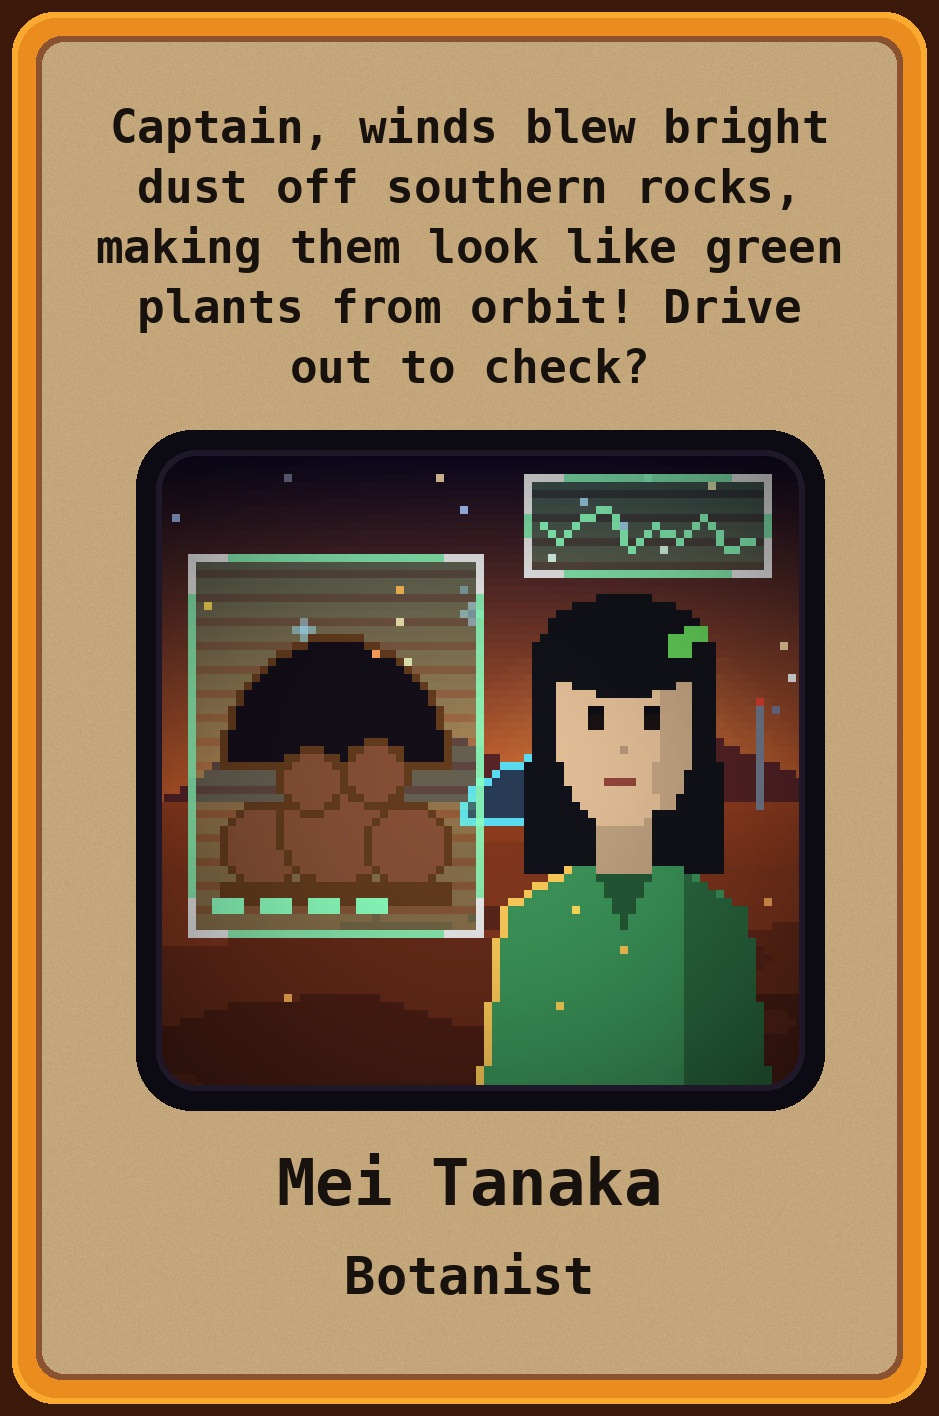 Captain, winds blew bright
dust off southern rocks,
making them look like green
plants from orbit! Drive
out to check?
Mei Tanaka
Botanist